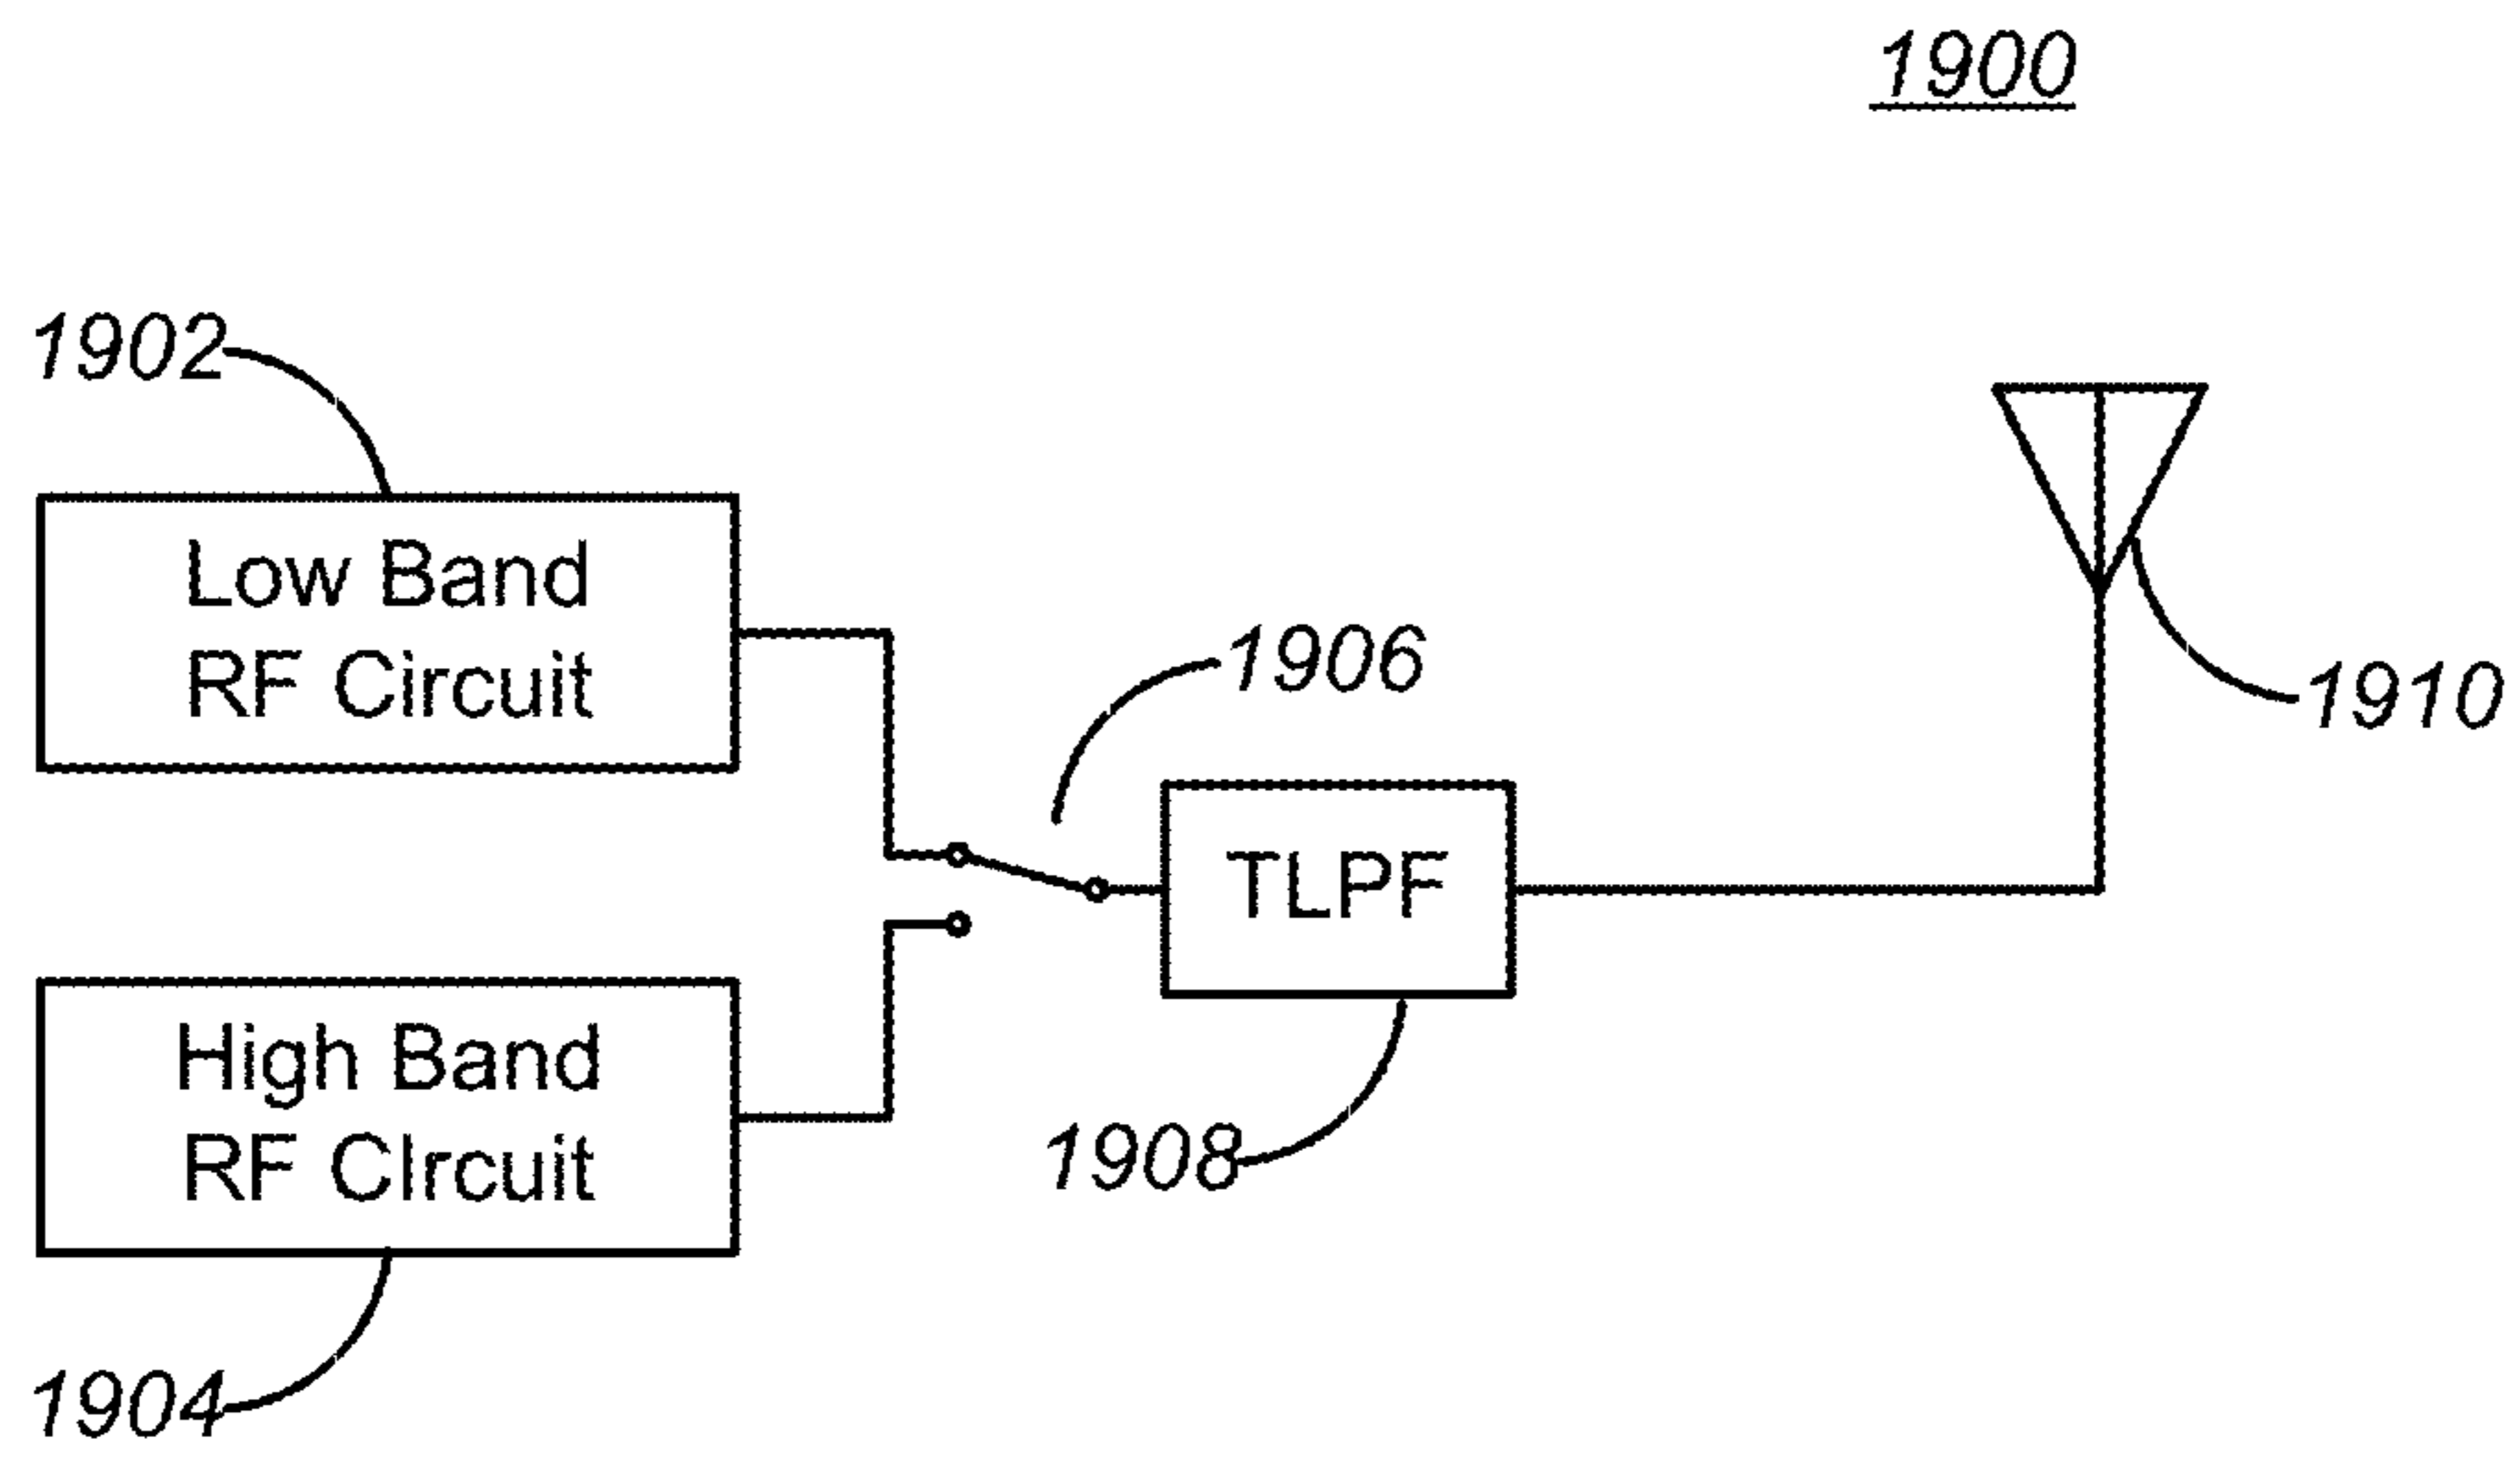 1900
1902
Low Band
RF Circuit
1906
1910
TLPF
High Band
RF CIrcuit
1908
1904